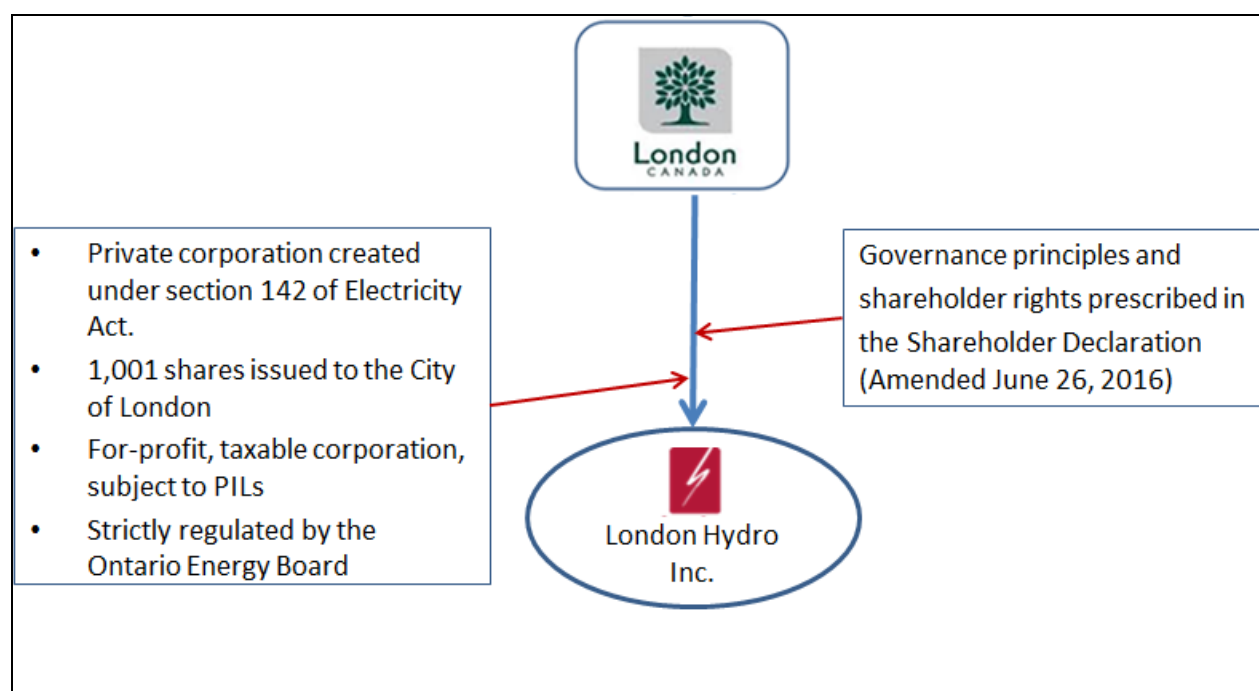 London
CANADA
• Private corporation created
under section 142 of Electricity
Act.
• 1,001 shares issued to the City
of London
• For-profit, taxable corporation,
subject to PILs
• Strictly regulated by the
Ontario Energy Board
Governance principles and
shareholder rights prescribed in
the Shareholder Declaration
(Amended June 26, 2016)
London Hydro
Inc.